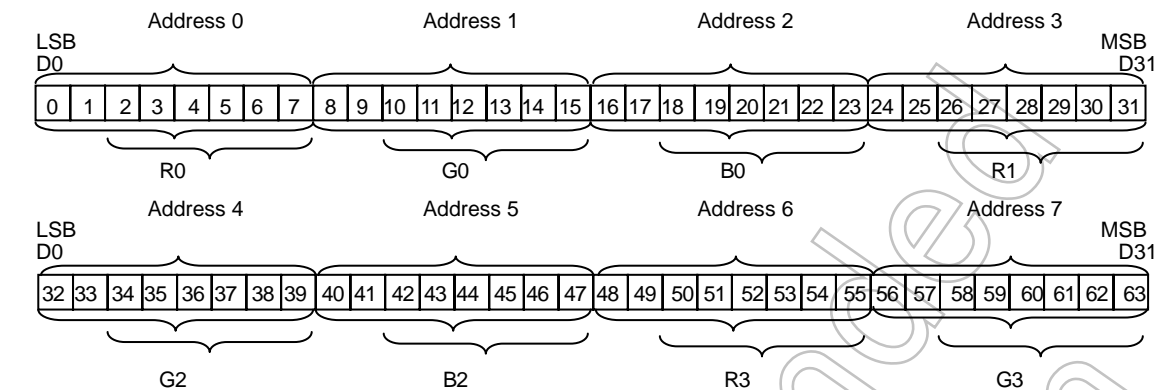 Address 0 Address 1 Address 2 Address 3
LSB MSB
D0 D31
0 1 2 3 4 5 6 7 8 9 10 11 12 13 14 15 16 17 18 19 20 21 22 23 24 25 26 27 28 29 30 31
R0 G0 B0 R1
Address 4 Address 5 Address 6 Address 7
LSB MSB
D0 D31
32 33 34 35 36 37 38 39 40 41 42 43 44 45 46 47 48 49 50 51 52 53 54 55 56 57 58 59 60 61 62 63
G2 B2 R3 G3